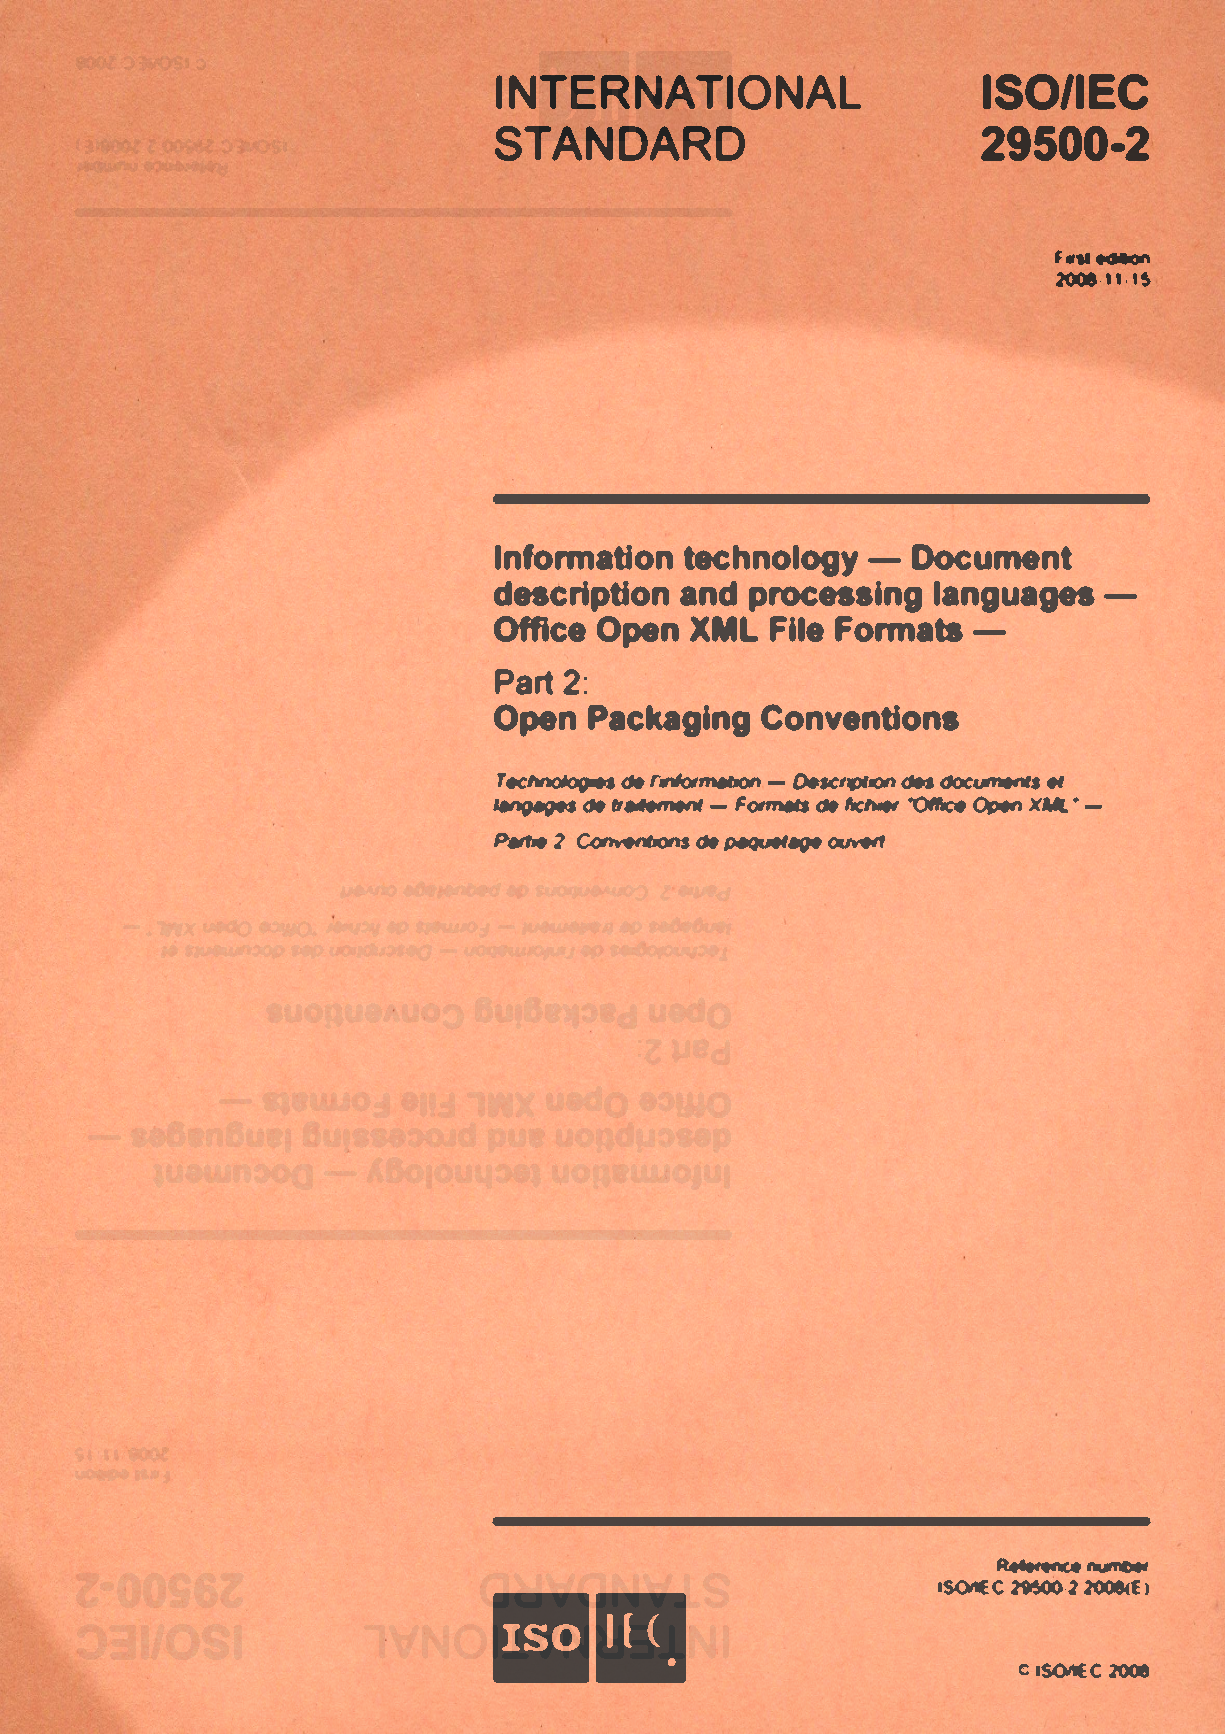 INTERNATIONAL
STANDARD
ISO/IEC
29500-2
First edition
2008-11-15
Information technology — Document
description and processing languages —
Office Open XML File Formats —
Part 2:
Open Packaging Conventions
Technologies de l'information — Description des documents et
langages de traitement — Formats de fichier "Office Open XML" —
Partie 2: Conventions de paquetage ouvert
Reference number
ISO/IEC 29500-2:2008(E)
ISO IEC
© ISO/IEC 2008